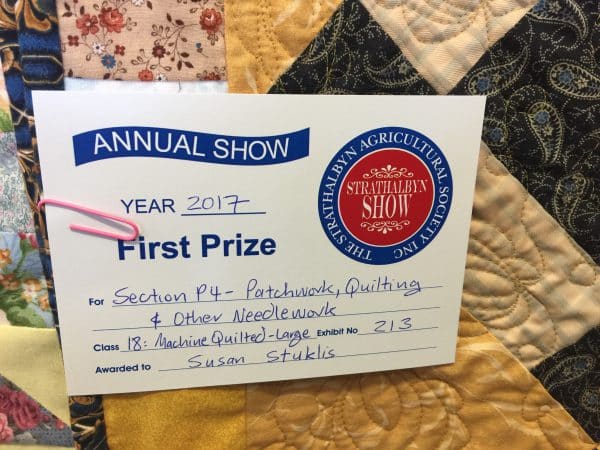 ANNUAL SHOW
THE STRATHALBYN AGRICULTURAL SOCIETY INC
STRATHALBYN
SHOW
YEAR 2017
First Prize
For Section P4 - Patchwork, Quilting
& Other Needlework
Class 18: Machine Quilted - Large Exhibit No 213
Awarded to Susan Stuklis